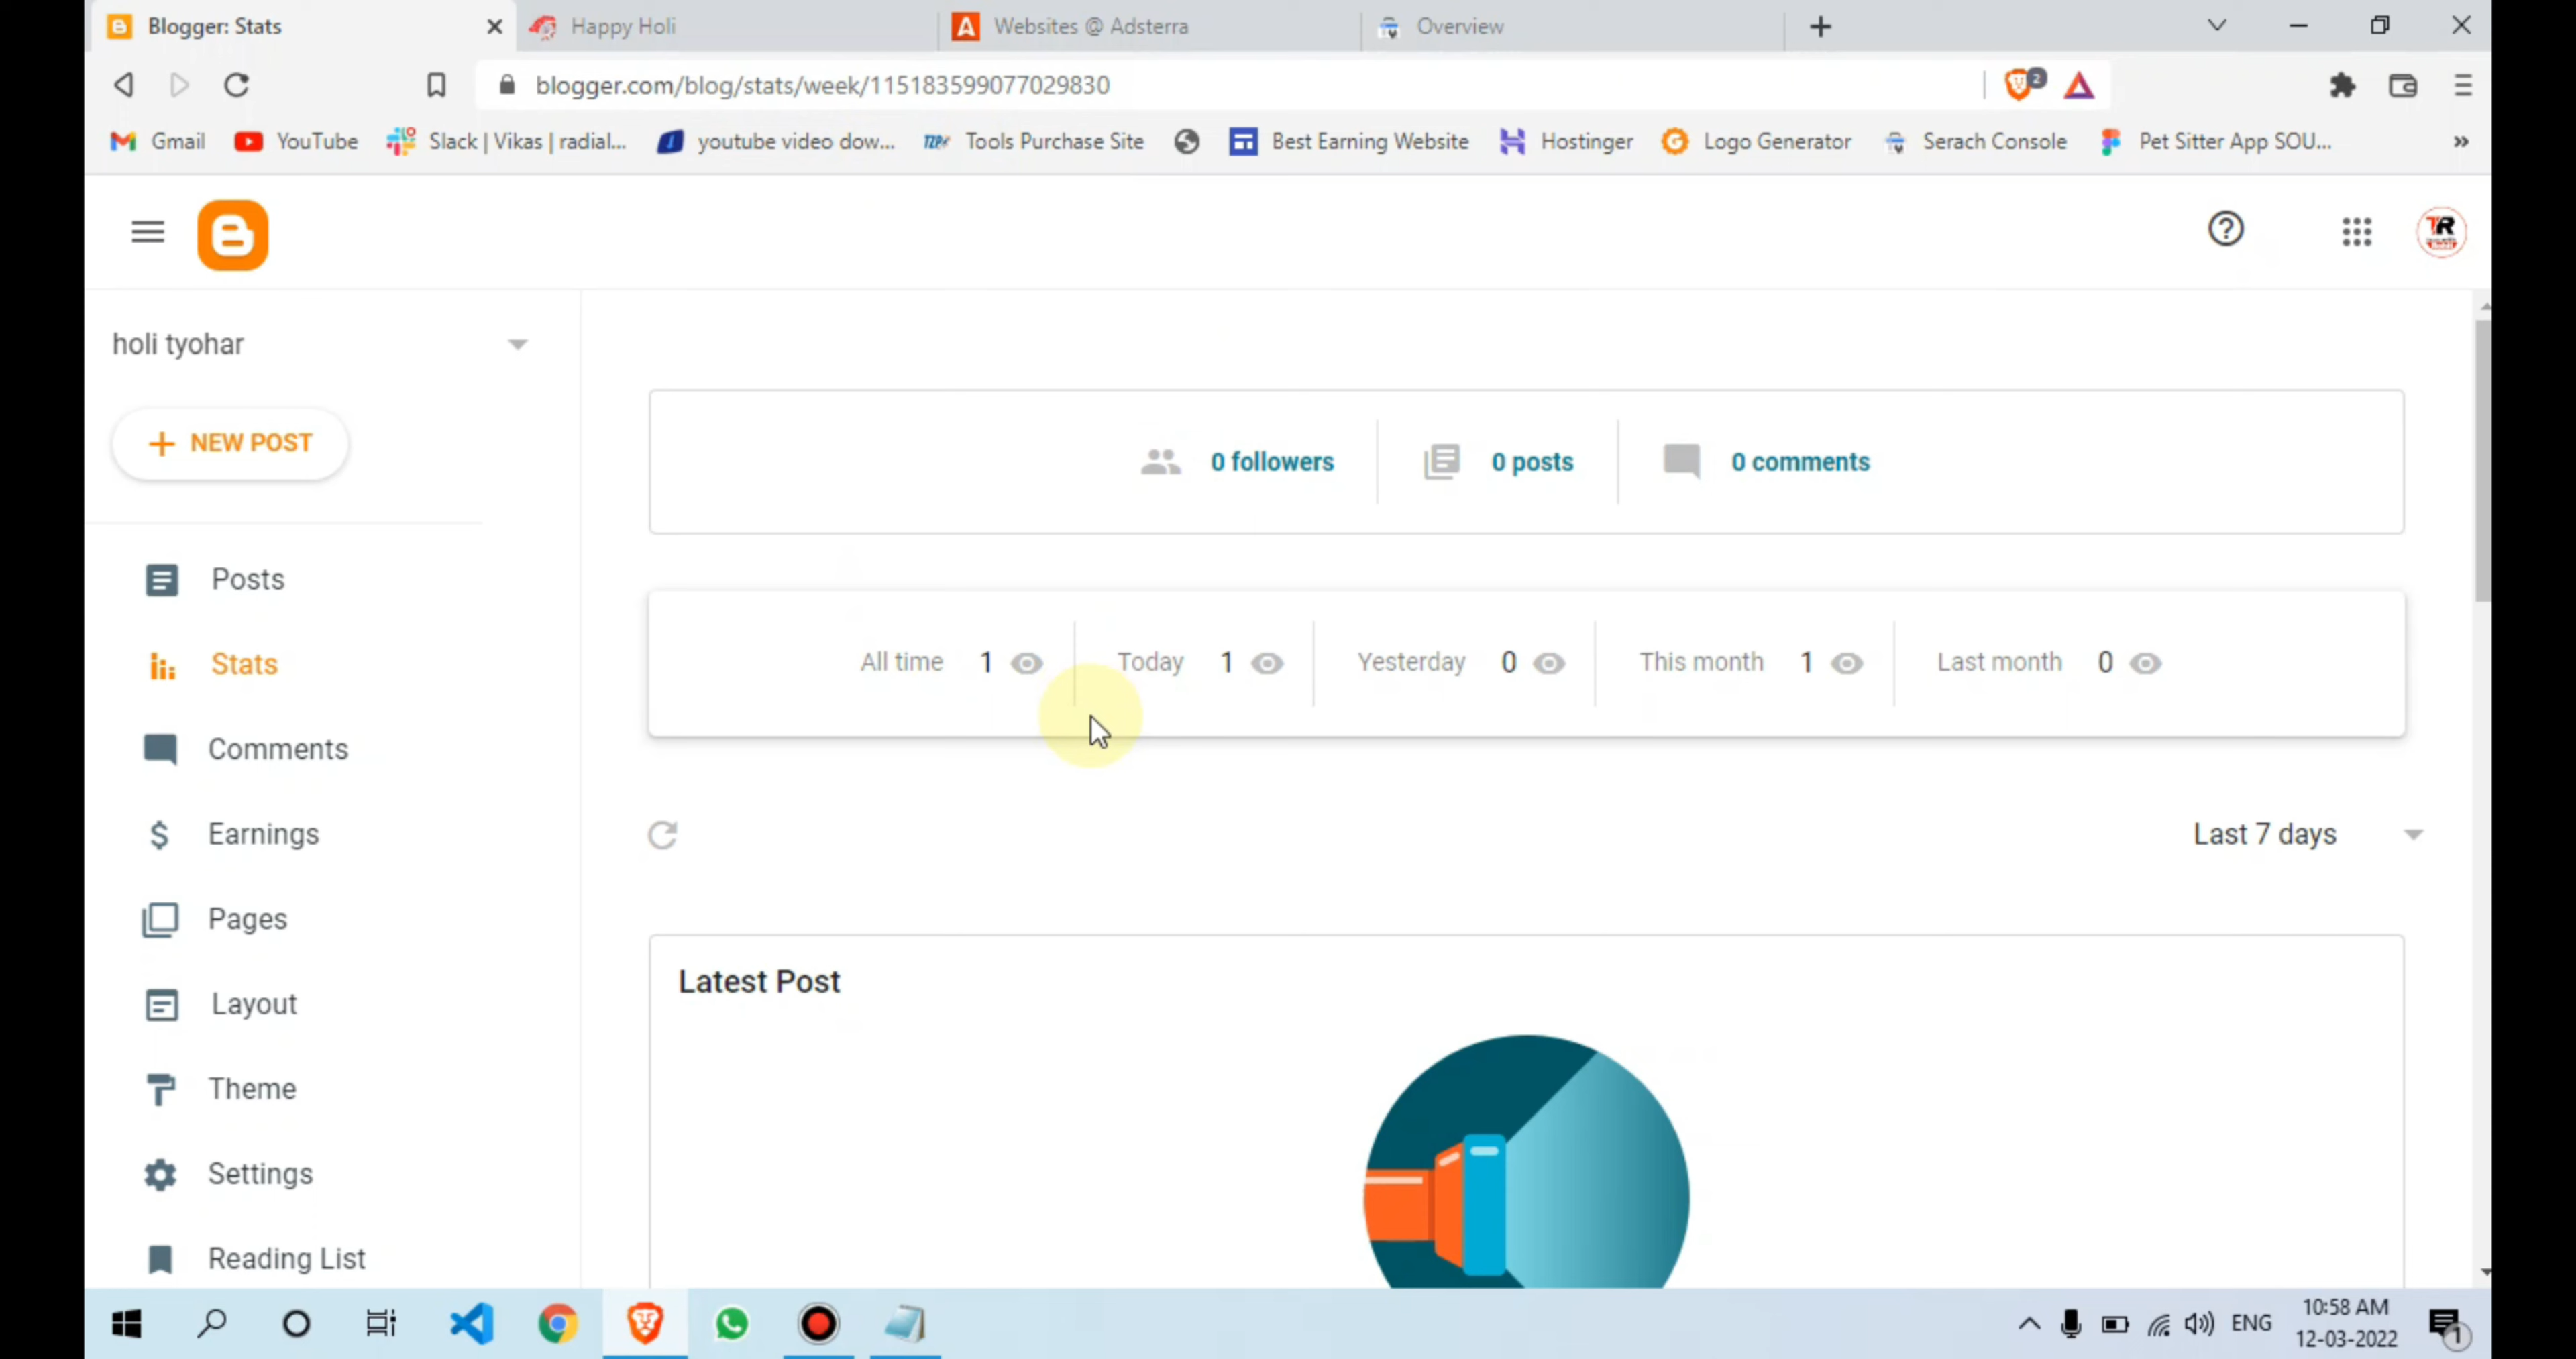 Blogger: Stats
Happy Holi
Websites @ Adsterra
Overview
blogger.com/blog/stats/week/115183599077029830
2
Gmail
YouTube
Slack | Vikas | radial...
youtube video dow...
Tools Purchase Site
Best Earning Website
Hostinger
Logo Generator
Serach Console
Pet Sitter App SOU...
»
holi tyohar
NEW POST
Posts
Stats
Comments
Earnings
Pages
Layout
Theme
Settings
Reading List
0 followers
0 posts
0 comments
All time 1
Today 1
Yesterday 0
This month 1
Last month 0
Last 7 days
Latest Post
ENG
10:58 AM
12-03-2022
1